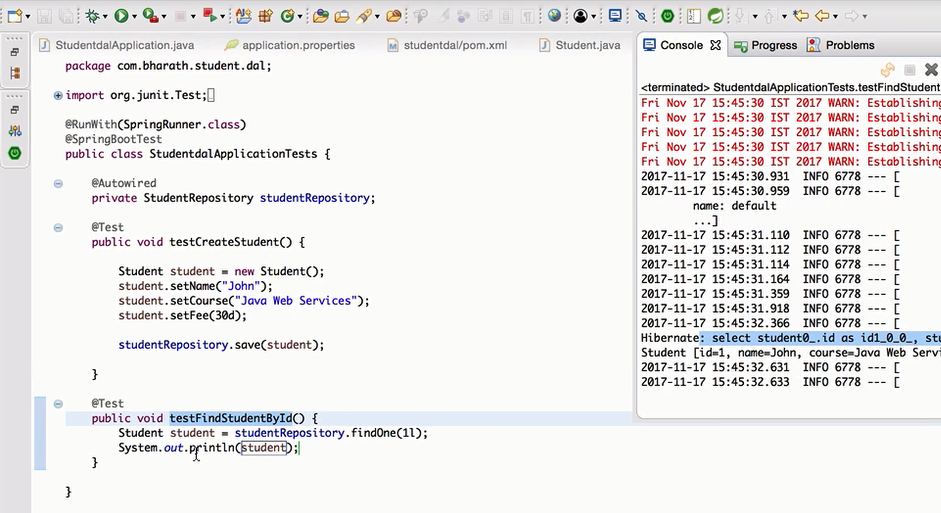 StudentdalApplication.java
application.properties
studentdal/pom.xml
Student.java
package com.bharath.student.dal;
import org.junit.Test;
@RunWith(SpringRunner.class)
@SpringBootTest
public class StudentdalApplicationTests {
@Autowired
private StudentRepository studentRepository;
@Test
public void testCreateStudent() {
Student student = new Student();
student.setName("John");
student.setCourse("Java Web Services");
student.setFee(30d);
studentRepository.save(student);
}
@Test
public void testFindStudentById() {
Student student = studentRepository.findOne(1l);
System.out.println(student);
}
}
Console
Progress
Problems
<terminated> StudentdalApplicationTests.testFindStudent
Fri Nov 17 15:45:30 IST 2017 WARN: Establishing
Fri Nov 17 15:45:30 IST 2017 WARN: Establishing
Fri Nov 17 15:45:30 IST 2017 WARN: Establishing
Fri Nov 17 15:45:30 IST 2017 WARN: Establishing
Fri Nov 17 15:45:30 IST 2017 WARN: Establishing
2017-11-17 15:45:30.931 INFO 6778 --- [
2017-11-17 15:45:30.959 INFO 6778 --- [
name: default
...]
2017-11-17 15:45:31.110 INFO 6778 --- [
2017-11-17 15:45:31.112 INFO 6778 --- [
2017-11-17 15:45:31.114 INFO 6778 --- [
2017-11-17 15:45:31.164 INFO 6778 --- [
2017-11-17 15:45:31.359 INFO 6778 --- [
2017-11-17 15:45:31.918 INFO 6778 --- [
2017-11-17 15:45:32.366 INFO 6778 --- [
Hibernate: select student0_.id as id1_0_0_, stu
Student [id=1, name=John, course=Java Web Servi
2017-11-17 15:45:32.631 INFO 6778 --- [
2017-11-17 15:45:32.633 INFO 6778 --- [